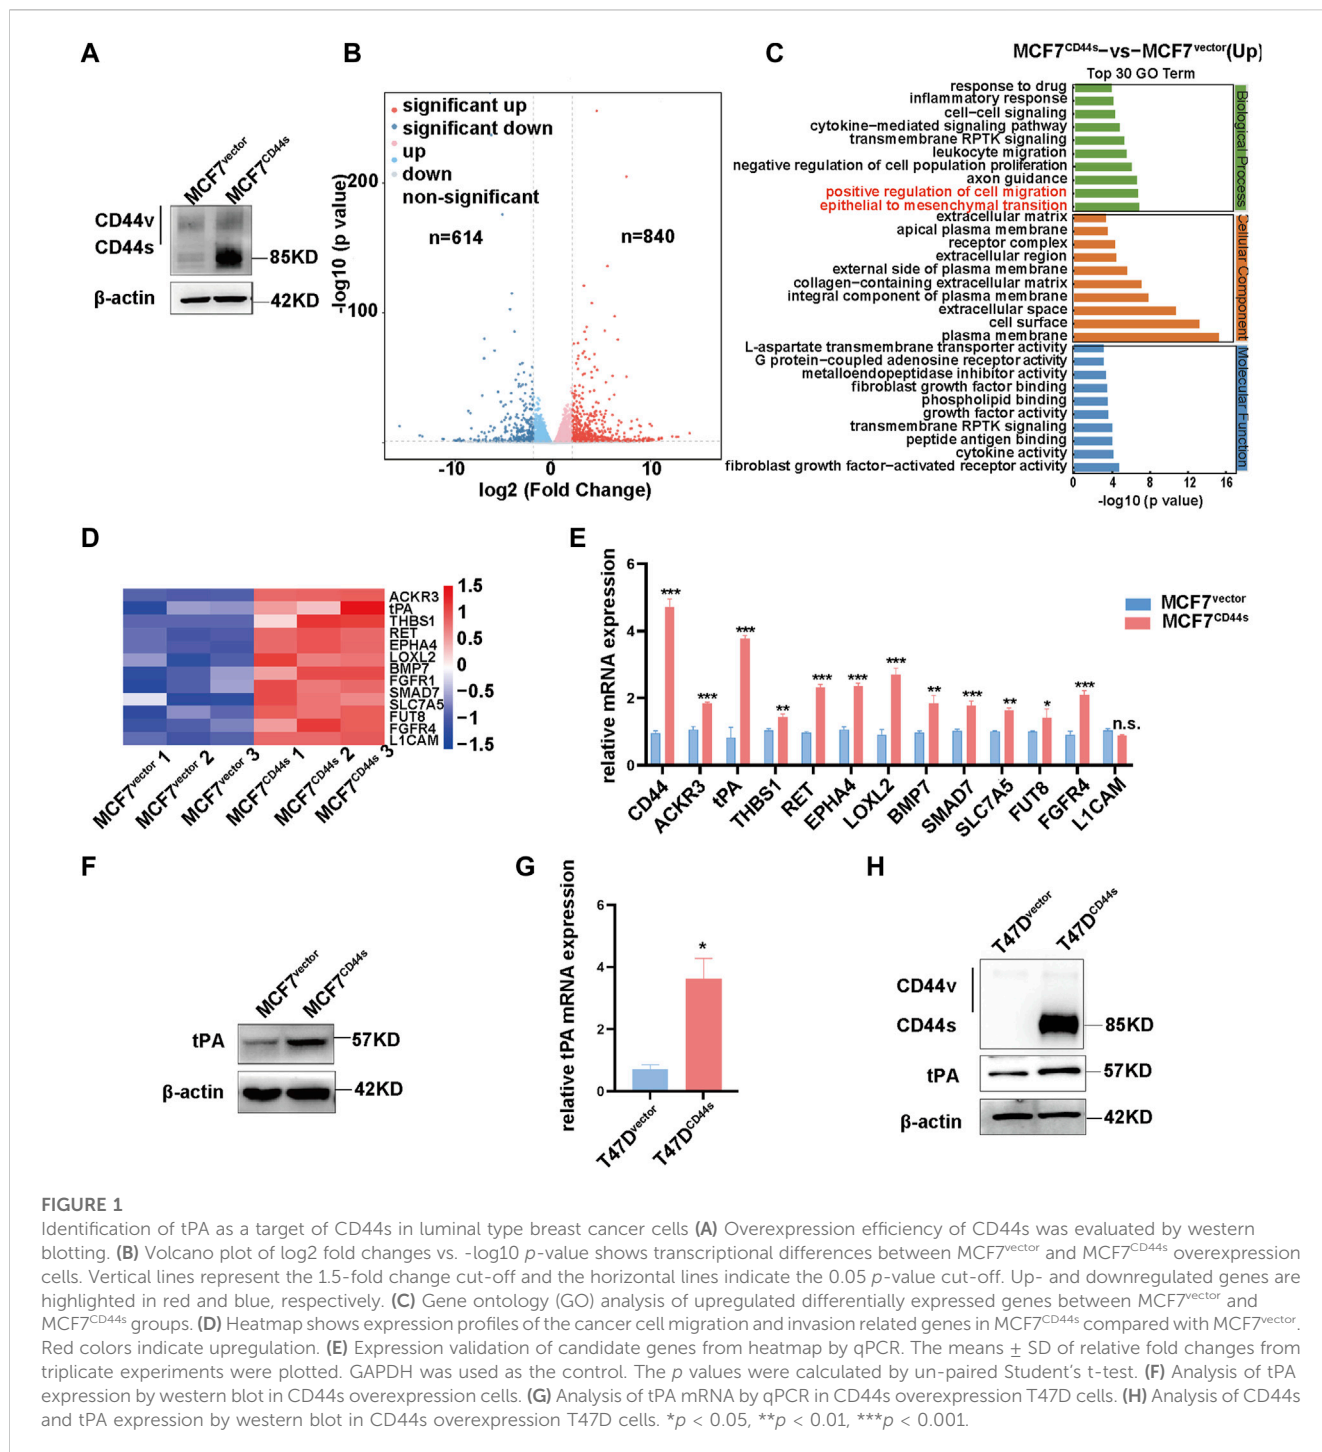 A
MCF7vector
MCF7CD44s
CD44v
CD44s
85KD
β-actin
42KD
B
significant up
significant down
up
down
non-significant
n=614
n=840
-log10 (p value)
200
100
-10
0
10
log2 (Fold Change)
C
MCF7CD44s-vs-MCF7vector(Up)
Top 30 GO Term
response to drug
inflammatory response
cell-cell signaling
cytokine-mediated signaling pathway
transmembrane RPTK signaling
leukocyte migration
negative regulation of cell population proliferation
axon guidance
positive regulation of cell migration
epithelial to mesenchymal transition
extracellular matrix
apical plasma membrane
receptor complex
extracellular region
external side of plasma membrane
collagen-containing extracellular matrix
integral component of plasma membrane
extracellular space
cell surface
plasma membrane
L-aspartate transmembrane transporter activity
G protein-coupled adenosine receptor activity
metalloendopeptidase inhibitor activity
fibroblast growth factor binding
phospholipid binding
growth factor activity
transmembrane RPTK signaling
peptide antigen binding
cytokine activity
fibroblast growth factor-activated receptor activity
Biological Process
Cellular Component
Molecular Function
0 4 8 12 16
-log10 (p value)
D
ACKR3
tPA
THBS1
RET
EPHA4
LOXL2
BMP7
FGFR1
SMAD7
SLC7A5
FUT8
FGFR4
L1CAM
1.5
1
0.5
0
-0.5
-1
-1.5
MCF7vector 1
MCF7vector 2
MCF7vector 3
MCF7CD44s 1
MCF7CD44s 2
MCF7CD44s 3
E
relative mRNA expression
6
4
2
0
MCF7vector
MCF7CD44s
***
***
***
**
***
***
***
**
***
**
*
***
n.s.
CD44
ACKR3
tPA
THBS1
RET
EPHA4
LOXL2
BMP7
SMAD7
SLC7A5
FUT8
FGFR4
L1CAM
F
MCF7vector
MCF7CD44s
tPA
57KD
β-actin
42KD
G
relative tPA mRNA expression
6
4
2
0
*
T47Dvector
T47DCD44s
H
T47Dvector
T47DCD44s
CD44v
CD44s
85KD
tPA
57KD
β-actin
42KD
FIGURE 1
Identification of tPA as a target of CD44s in luminal type breast cancer cells (A) Overexpression efficiency of CD44s was evaluated by western
blotting. (B) Volcano plot of log2 fold changes vs. -log10 p-value shows transcriptional differences between MCF7vector and MCF7CD44s overexpression
cells. Vertical lines represent the 1.5-fold change cut-off and the horizontal lines indicate the 0.05 p-value cut-off. Up- and downregulated genes are
highlighted in red and blue, respectively. (C) Gene ontology (GO) analysis of upregulated differentially expressed genes between MCF7vector and
MCF7CD44s groups. (D) Heatmap shows expression profiles of the cancer cell migration and invasion related genes in MCF7CD44s compared with MCF7vector.
Red colors indicate upregulation. (E) Expression validation of candidate genes from heatmap by qPCR. The means ± SD of relative fold changes from
triplicate experiments were plotted. GAPDH was used as the control. The p values were calculated by un-paired Student's t-test. (F) Analysis of tPA
expression by western blot in CD44s overexpression cells. (G) Analysis of tPA mRNA by qPCR in CD44s overexpression T47D cells. (H) Analysis of CD44s
and tPA expression by western blot in CD44s overexpression T47D cells. *p < 0.05, **p < 0.01, ***p < 0.001.